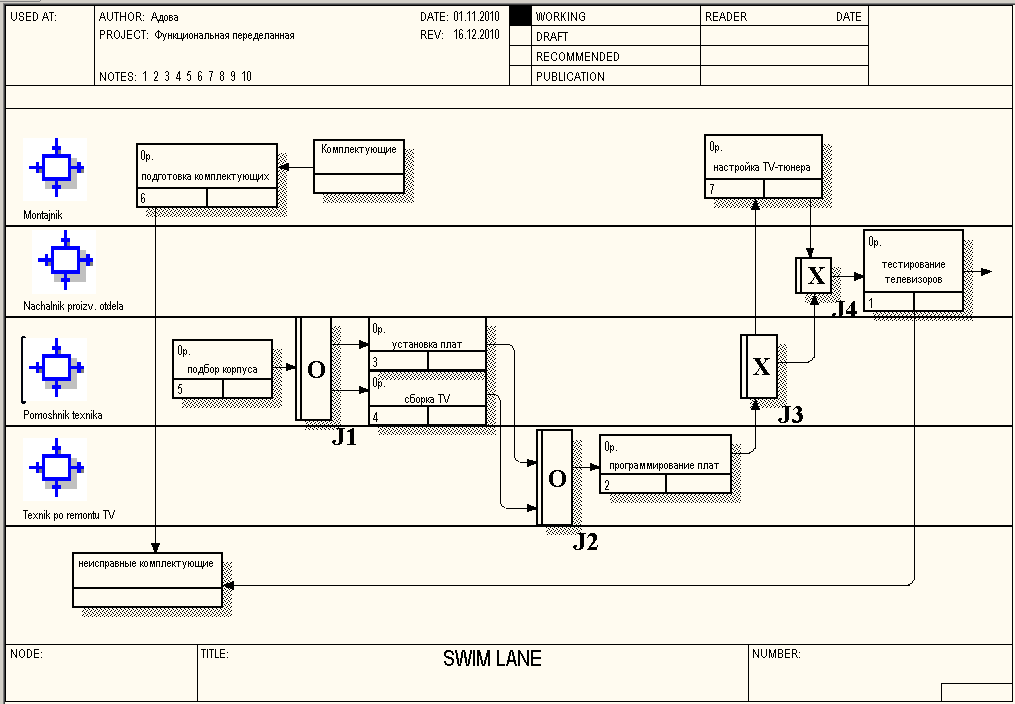 USED AT:
AUTHOR: Адова
DATE: 01.11.2010
WORKING
READER
DATE
PROJECT: Функциональная переделанная
REV: 16.12.2010
DRAFT
RECOMMENDED
NOTES: 1 2 3 4 5 6 7 8 9 10
PUBLICATION
0р.
подготовка комплектующих
6
Комплектующие
0р.
настройка TV-тюнера
7
Montajnik
0р.
тестирование
телевизоров
1
X
J4
Nachalnik proizv. otdela
0р.
подбор корпуса
5
O
J1
0р.
установка плат
3
0р.
сборка TV
4
X
J3
Pomoshnik texnika
O
J2
0р.
программирование плат
2
Texnik po remontu TV
неисправные комплектующие
NODE:
TITLE:
SWIM LANE
NUMBER: